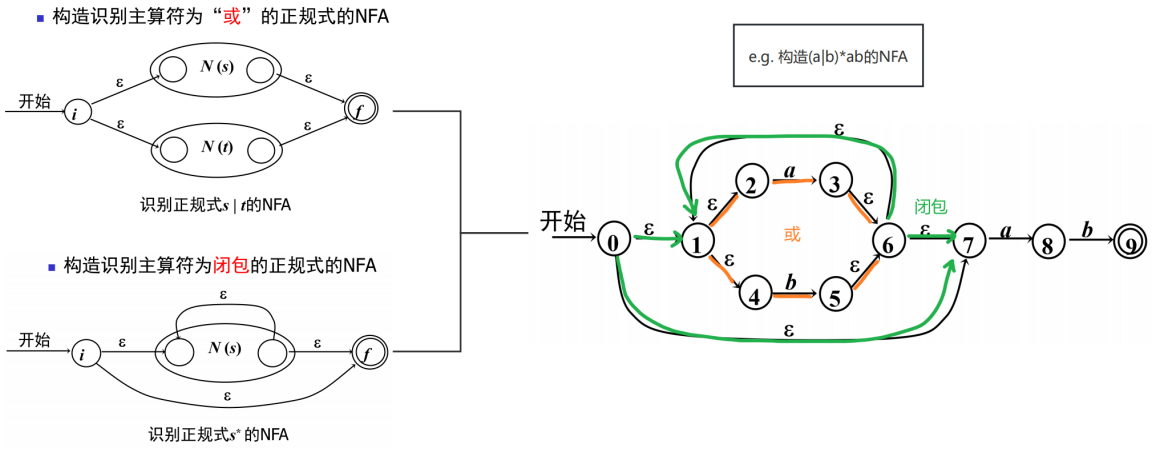 ■ 构造识别主算符为“或”的正规式的NFA
N (s)
ε
ε
开始
i
f
ε
ε
N (t)
识别正规式s | t的NFA
■ 构造识别主算符为闭包的正规式的NFA
ε
开始
i
ε
N (s)
ε
f
ε
识别正规式s* 的NFA
e.g. 构造(a|b)*ab的NFA
ε
2
a
3
ε
ε
闭包
开始
0
ε
1
或
6
ε
7
a
8
b
9
ε
ε
4
b
5
ε